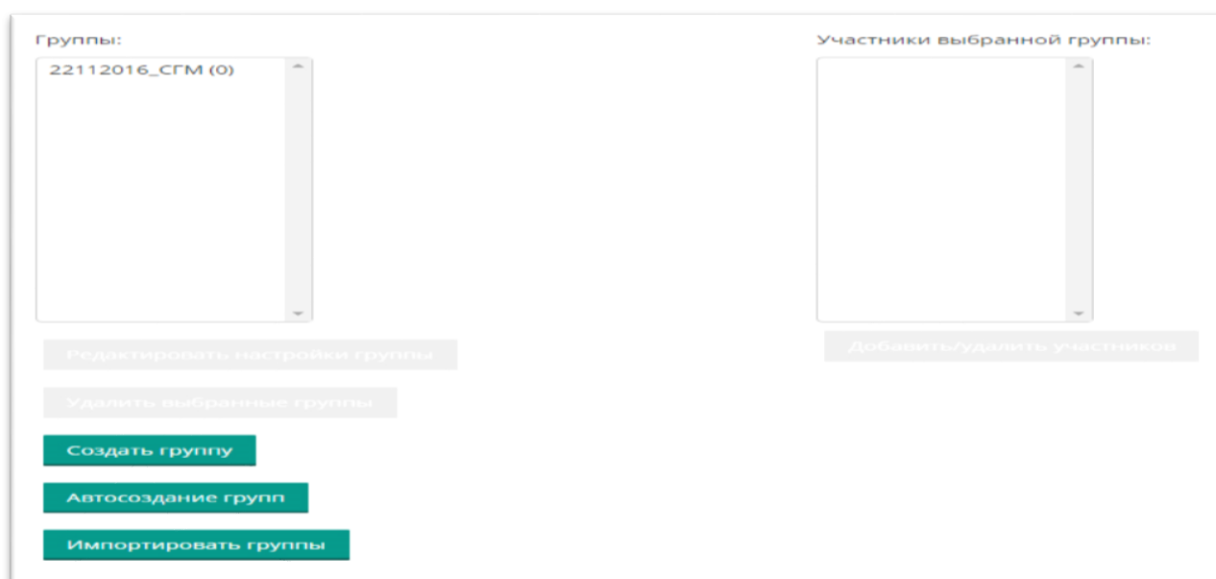 Группы:
22112016_СГМ (0)
Редактировать настройки группы
Удалить выбранные группы
Создать группу
Автосоздание групп
Импортировать группы
Участники выбранной группы:
Добавить/удалить участников